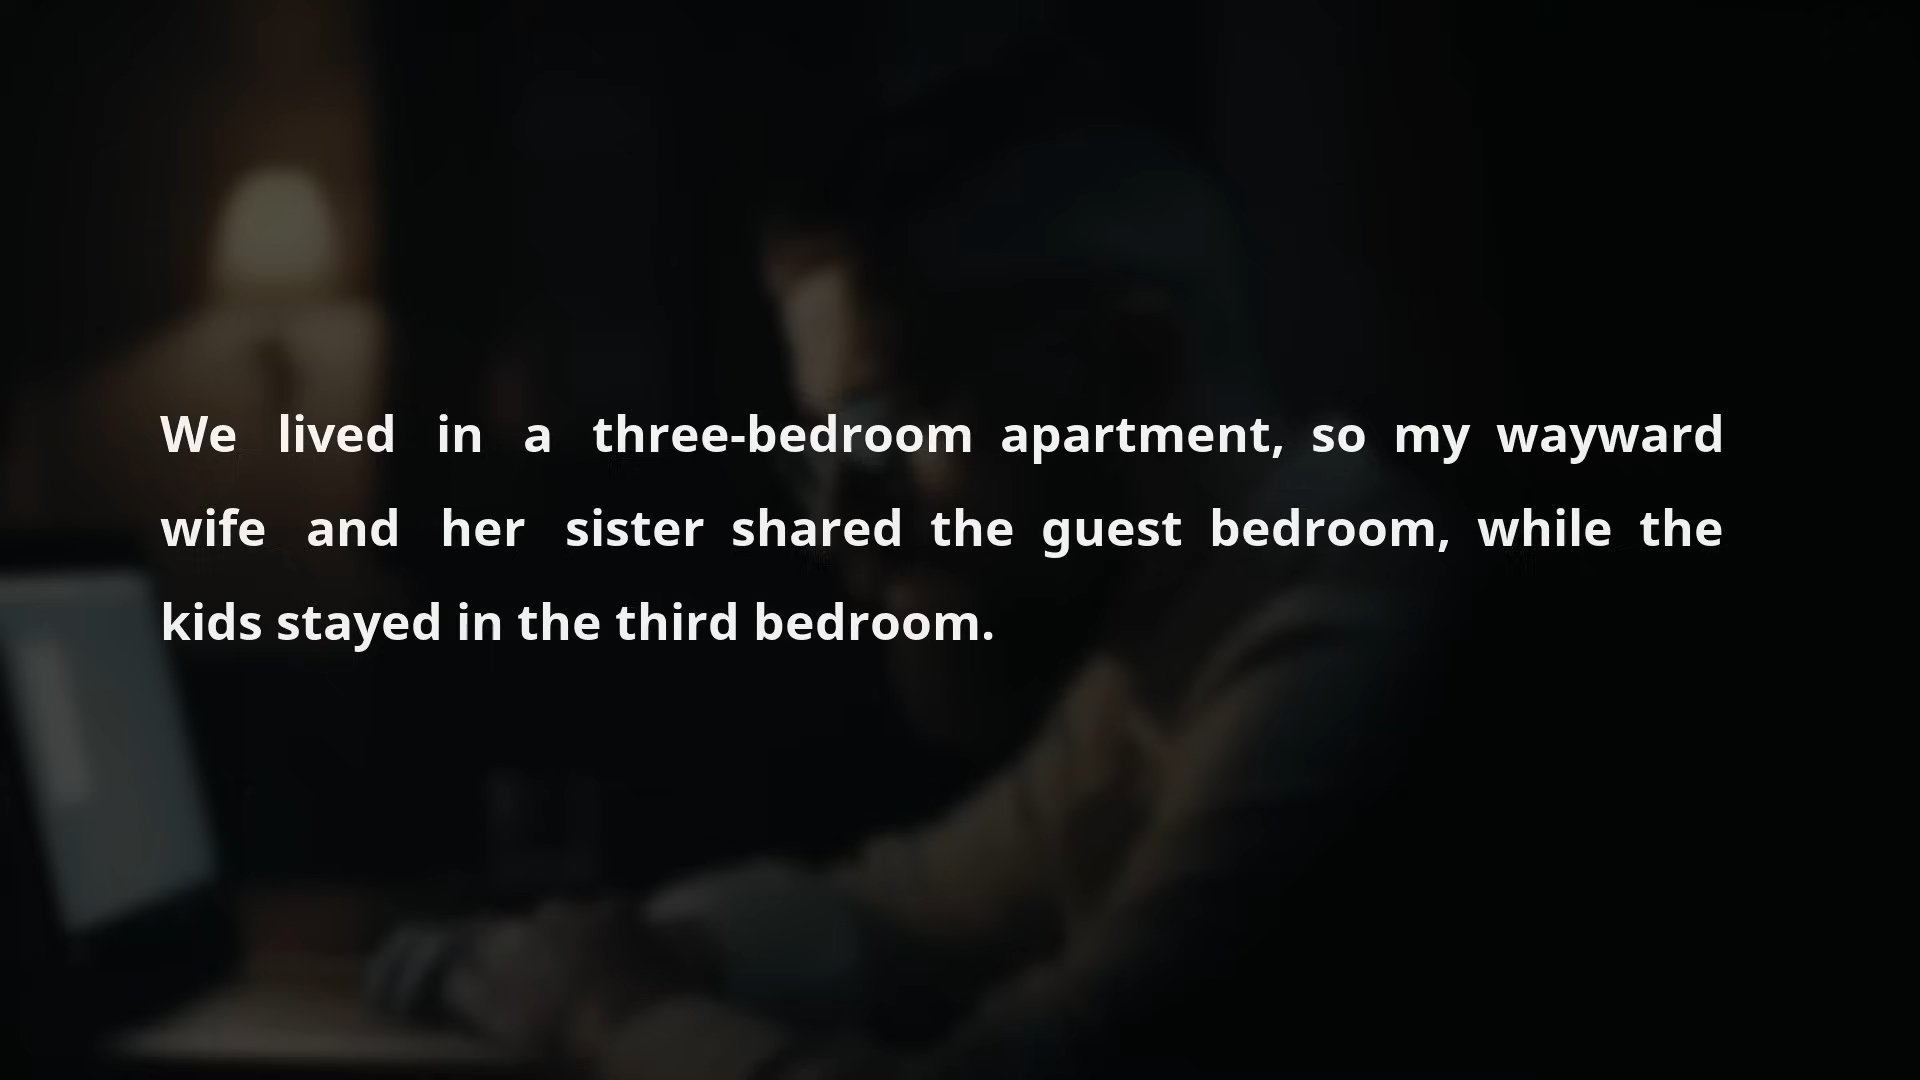 We lived in a three-bedroom apartment, so my wayward
wife and her sister shared the guest bedroom, while the
kids stayed in the third bedroom.